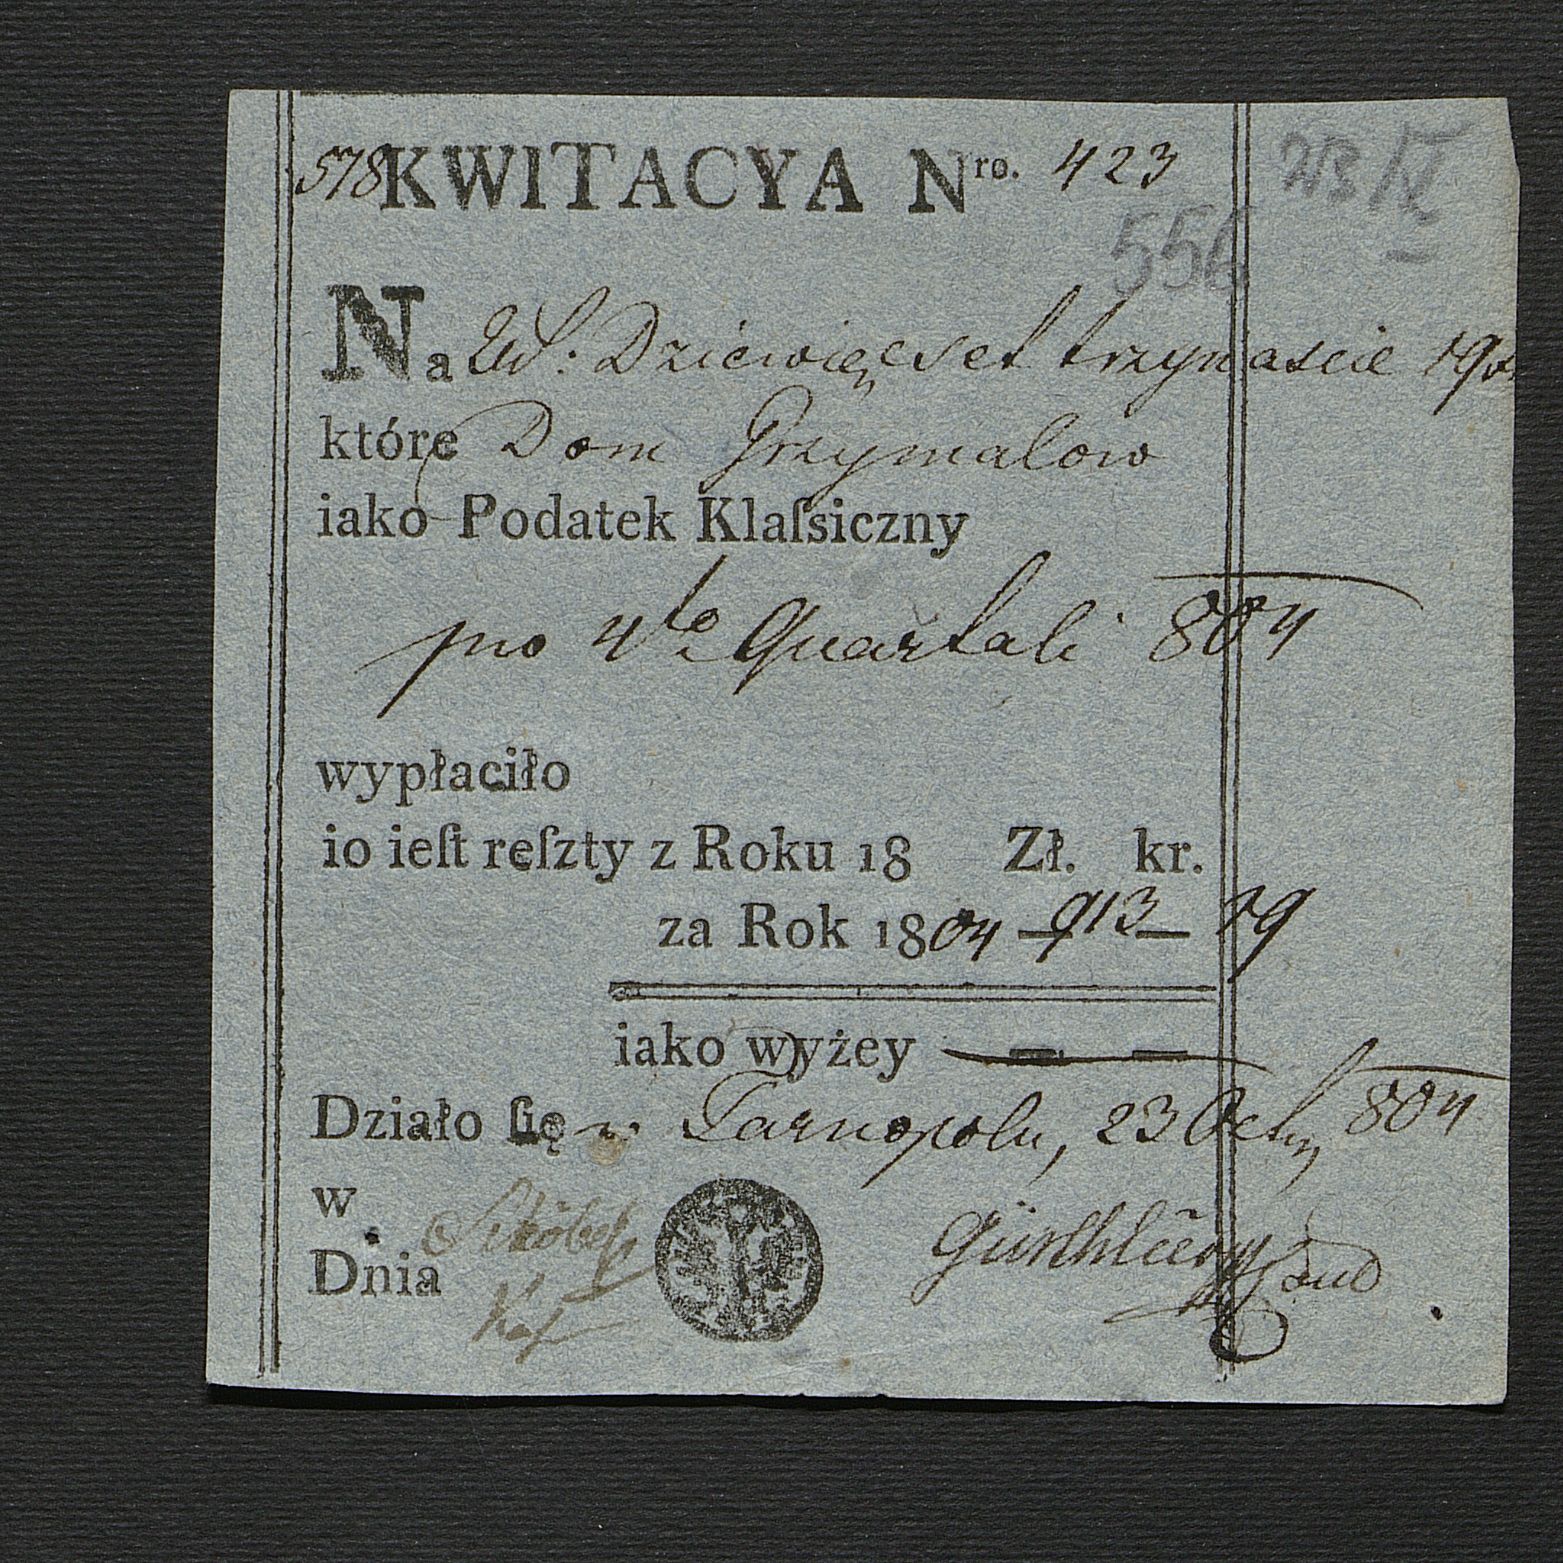 578 KWITACYA Nro. 423
556
Na Zł: Dziewięcset trzynascie 19
które Dom Grzymalow
iako Podatek Klaſsiczny
pro 4to Quartali 804
wypłaciło
io ieſt reſzty z Roku 18 Zł. kr.
za Rok 1804 — 913 — 19
iako wyżey — —
Działo ſię w Tarnopolu, 23 804
w
Dnia